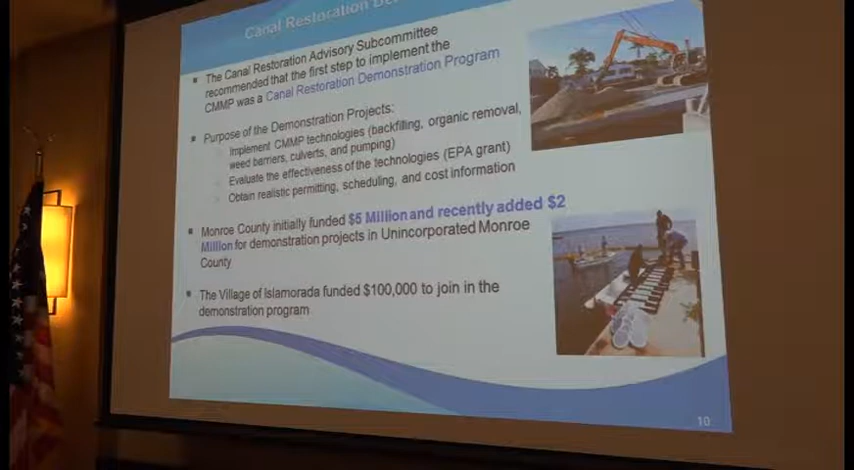 Canal Restoration
The Canal Restoration Advisory Subcommittee
recommended that the first step to implement the
CMMP was a Canal Restoration Demonstration Program
Purpose of the Demonstration Projects:
Implement CMMP technologies (backfilling, organic removal,
weed barriers, culverts, and pumping)
Evaluate the effectiveness of the technologies (EPA grant)
Obtain realistic permitting, scheduling, and cost information
Monroe County initially funded $5 Million and recently added $2
Million for demonstration projects in Unincorporated Monroe
County
The Village of Islamorada funded $100,000 to join in the
demonstration program
10